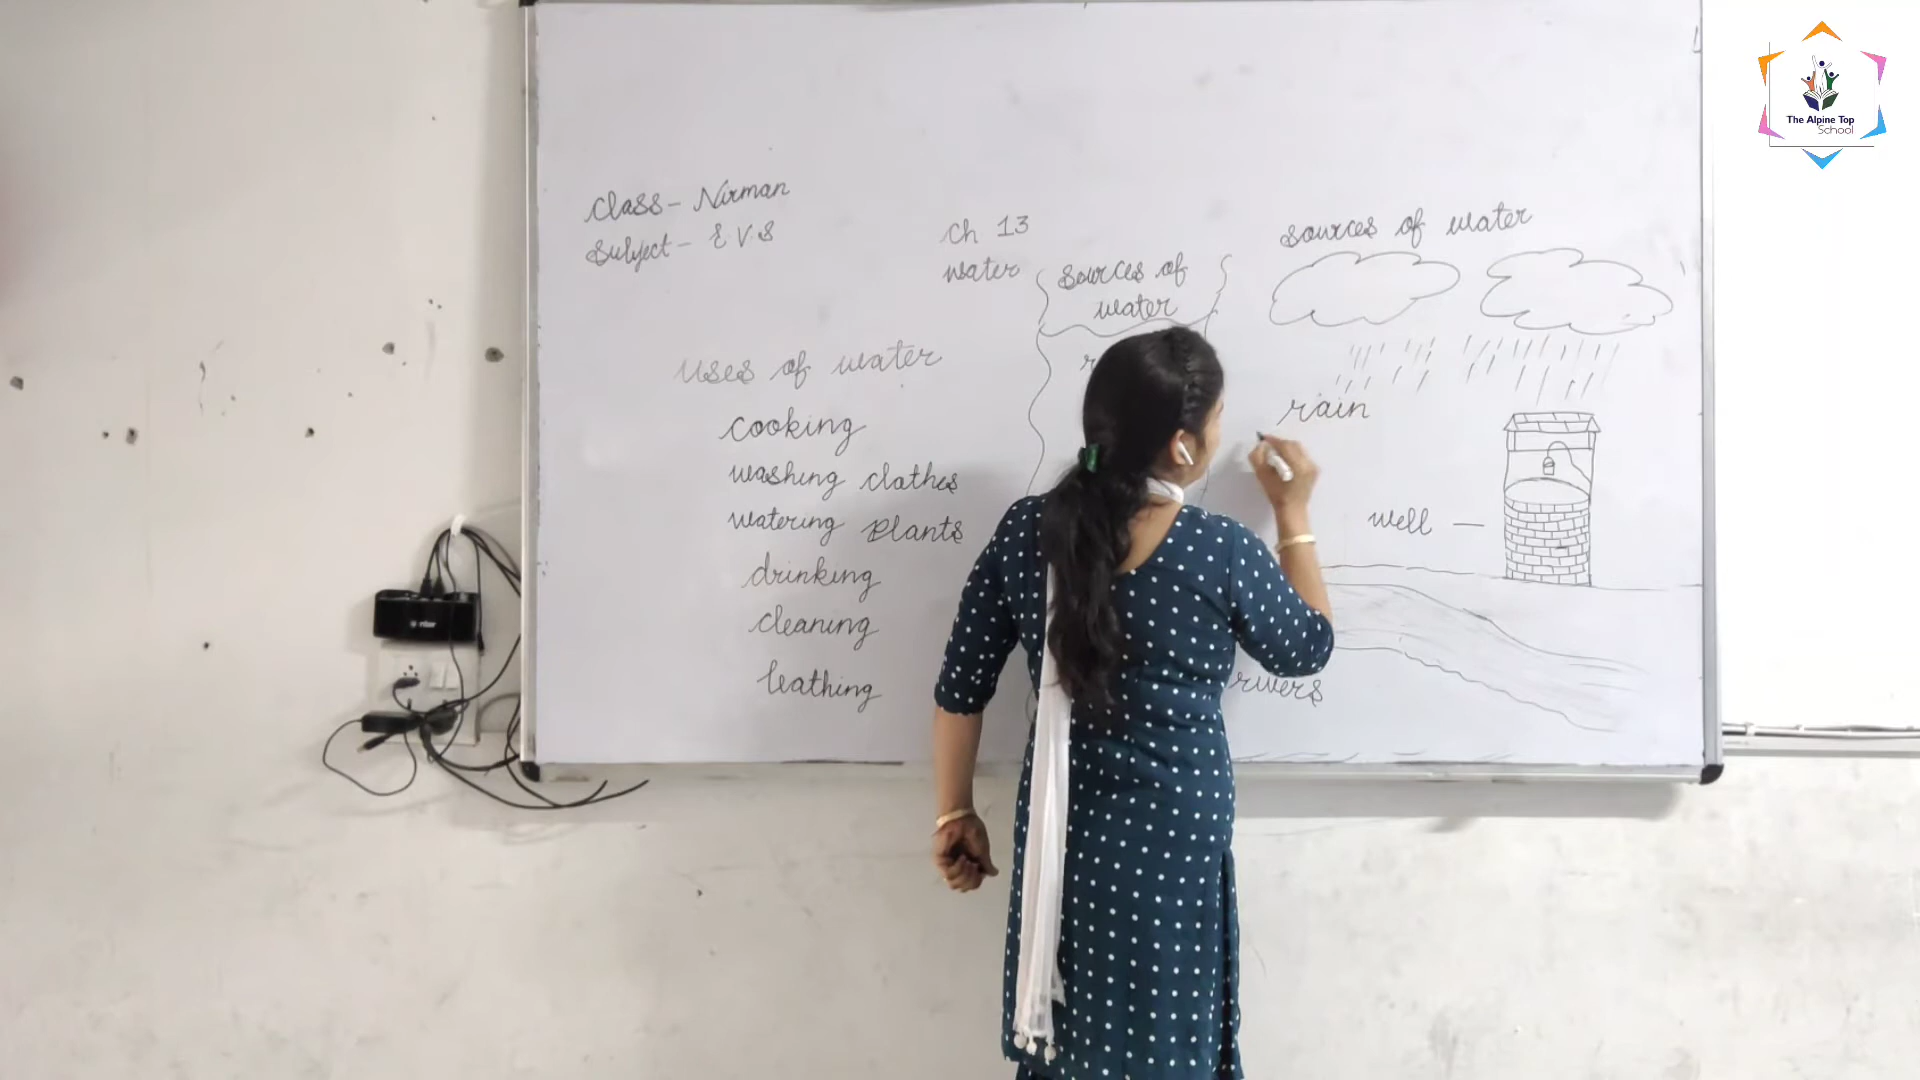 Class - Nirman
Subject - E V S
Ch 13
water
Uses of water
cooking
washing clothes
watering plants
drinking
cleaning
bathing
sources of
water
sources of water
rain
well -
rivers
The Alpine Top
School